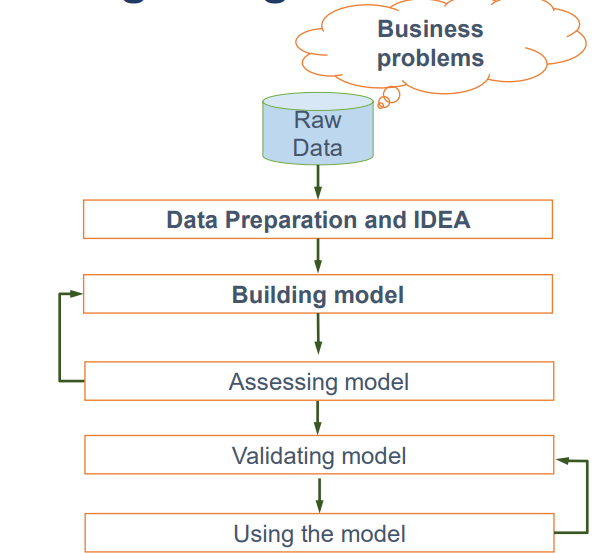 Business
problems
Raw
Data
Data Preparation and IDEA
Building model
Assessing model
Validating model
Using the model